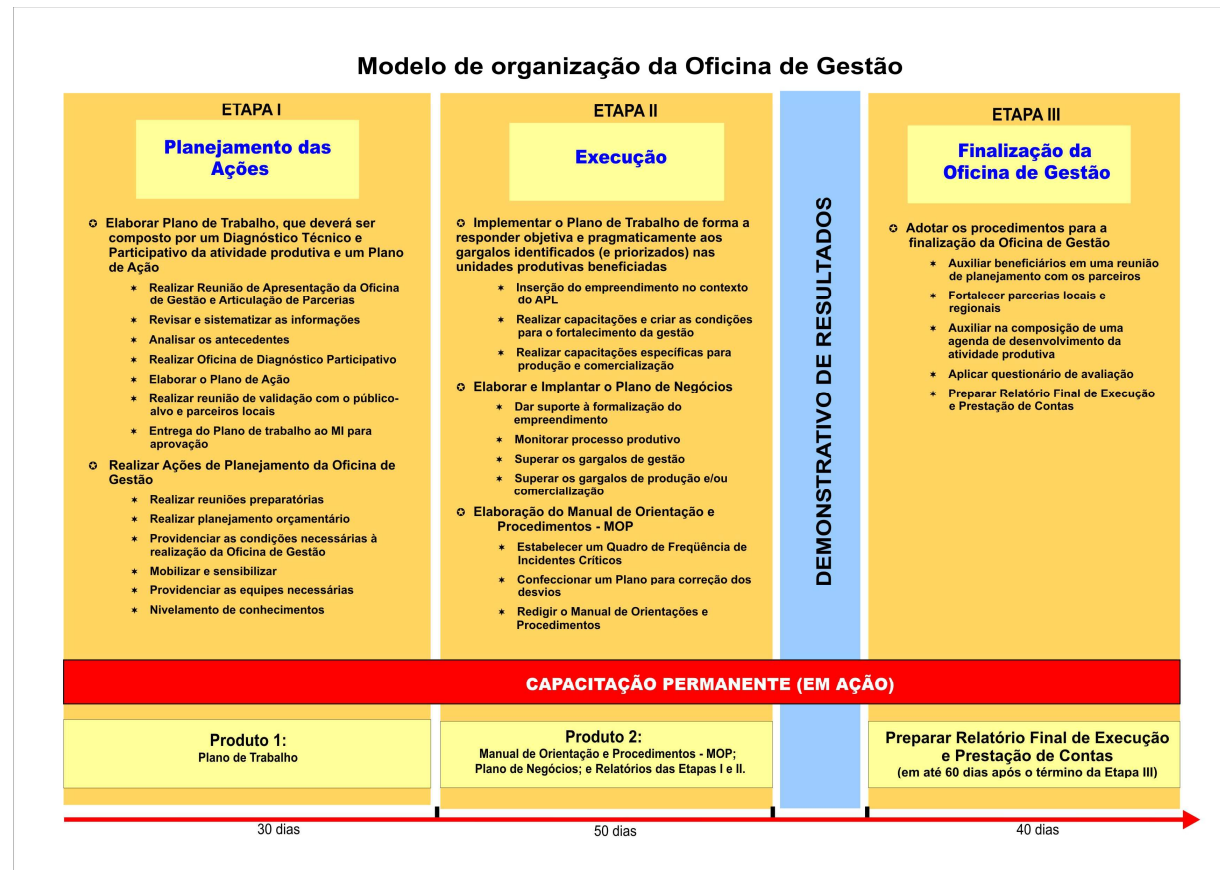 Modelo de organização da Oficina de Gestão
ETAPA I
Planejamento das
Ações
✪ Elaborar Plano de Trabalho, que deverá ser
composto por um Diagnóstico Técnico e
Participativo da atividade produtiva e um Plano
de Ação
✶ Realizar Reunião de Apresentação da Oficina
de Gestão e Articulação de Parcerias
✶ Revisar e sistematizar as informações
✶ Analisar os antecedentes
✶ Realizar Oficina de Diagnóstico Participativo
✶ Elaborar o Plano de Ação
✶ Realizar reunião de validação com o público-
alvo e parceiros locais
✶ Entrega do Plano de trabalho ao MI para
aprovação
✪ Realizar Ações de Planejamento da Oficina de
Gestão
✶ Realizar reuniões preparatórias
✶ Realizar planejamento orçamentário
✶ Providenciar as condições necessárias à
realização da Oficina de Gestão
✶ Mobilizar e sensibilizar
✶ Providenciar as equipes necessárias
✶ Nivelamento de conhecimentos
ETAPA II
Execução
✪ Implementar o Plano de Trabalho de forma a
responder objetiva e pragmaticamente aos
gargalos identificados (e priorizados) nas
unidades produtivas beneficiadas
✶ Inserção do empreendimento no contexto
do APL
✶ Realizar capacitações e criar as condições
para o fortalecimento da gestão
✶ Realizar capacitações específicas para
produção e comercialização
✪ Elaborar e Implantar o Plano de Negócios
✶ Dar suporte à formalização do
empreendimento
✶ Monitorar processo produtivo
✶ Superar os gargalos de gestão
✶ Superar os gargalos de produção e/ou
comercialização
✪ Elaboração do Manual de Orientação e
Procedimentos - MOP
✶ Estabelecer um Quadro de Freqüência de
Incidentes Críticos
✶ Confeccionar um Plano para correção dos
desvios
✶ Redigir o Manual de Orientações e
Procedimentos
DEMONSTRATIVO DE RESULTADOS
ETAPA III
Finalização da
Oficina de Gestão
✪ Adotar os procedimentos para a
finalização da Oficina de Gestão
✶ Auxiliar beneficiários em uma reunião
de planejamento com os parceiros
✶ Fortalecer parcerias locais e
regionais
✶ Auxiliar na composição de uma
agenda de desenvolvimento da
atividade produtiva
✶ Aplicar questionário de avaliação
✶ Preparar Relatório Final de Execução
e Prestação de Contas
CAPACITAÇÃO PERMANENTE (EM AÇÃO)
Produto 1:
Plano de Trabalho
Produto 2:
Manual de Orientação e Procedimentos - MOP;
Plano de Negócios; e Relatórios das Etapas I e II.
Preparar Relatório Final de Execução
e Prestação de Contas
(em até 60 dias após o término da Etapa III)
30 dias
50 dias
40 dias